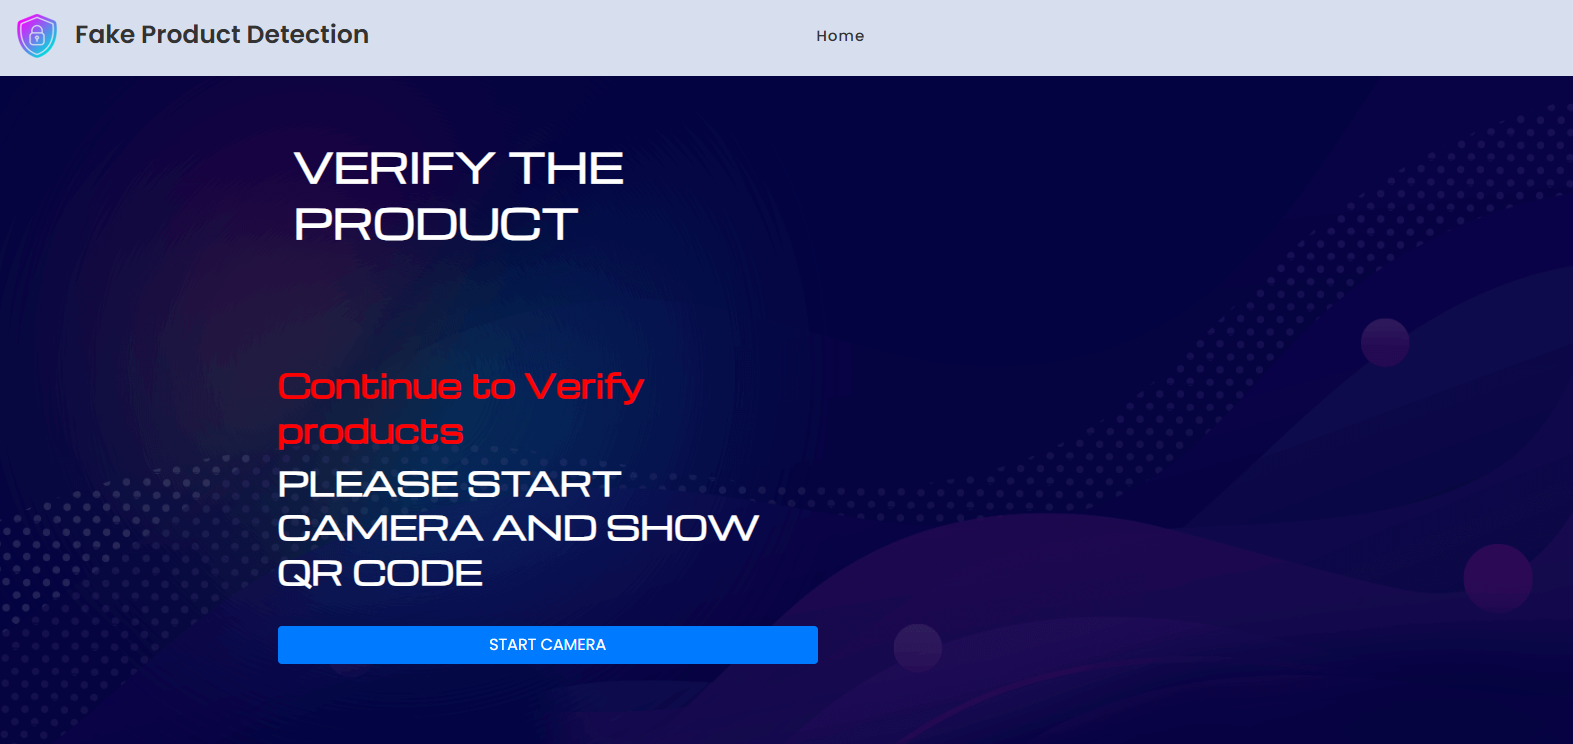 Fake Product Detection
Home
VERIFY THE
PRODUCT
Continue to Verify
products
PLEASE START
CAMERA AND SHOW
QR CODE
START CAMERA